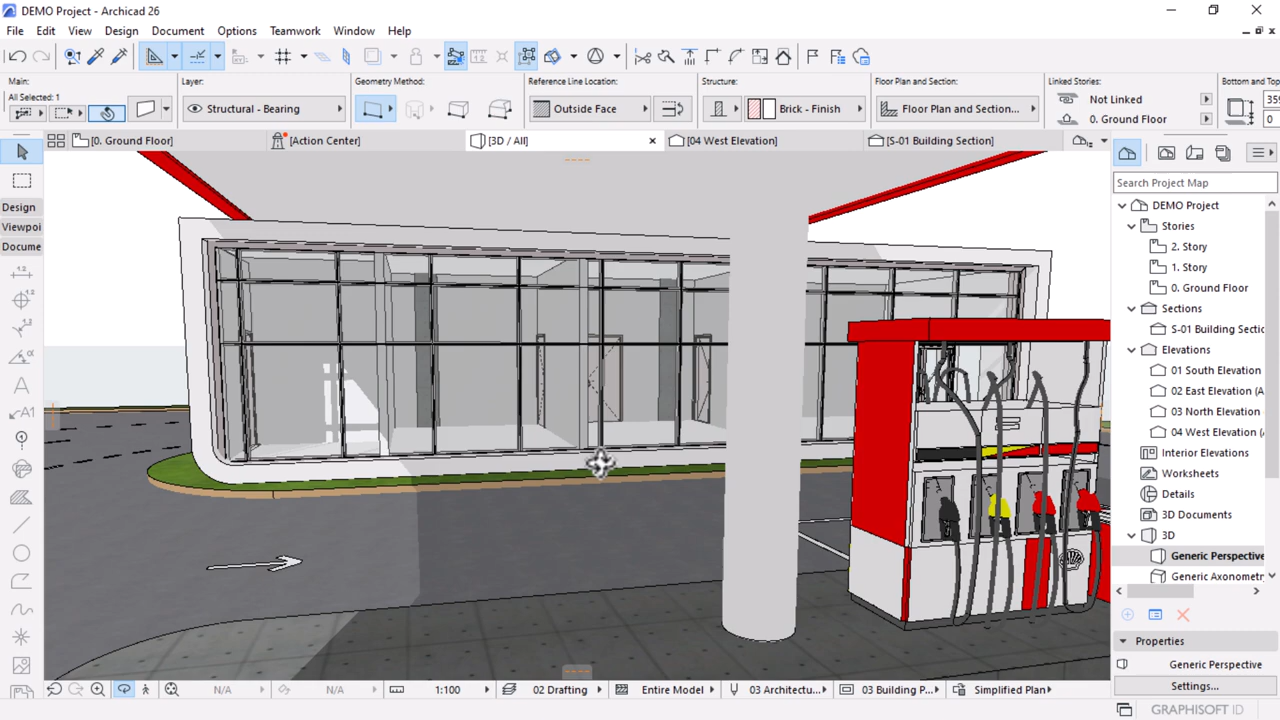 DEMO Project - Archicad 26
File Edit View Design Document Options Teamwork Window Help
Main: Layer: Geometry Method: Reference Line Location: Structure: Floor Plan and Section: Linked Stories: Bottom and Top
All Selected: 1
Structural - Bearing
Outside Face
Brick - Finish
Floor Plan and Section...
Not Linked
0. Ground Floor
0
[0. Ground Floor]
[Action Center]
[3D / All]
[04 West Elevation]
[S-01 Building Section]
Design
Viewpoi
Docume
1.2
A
A1
Search Project Map
DEMO Project
Stories
2. Story
1. Story
0. Ground Floor
Sections
S-01 Building Sectic
Elevations
01 South Elevation
02 East Elevation (A
03 North Elevation
04 West Elevation (A
Interior Elevations
Worksheets
Details
3D Documents
3D
Generic Perspective
Generic Axonometr
Properties
Generic Perspective
Settings...
N/A
N/A
1:100
02 Drafting
Entire Model
03 Architectu...
03 Building P...
Simplified Plan
GRAPHISOFT ID